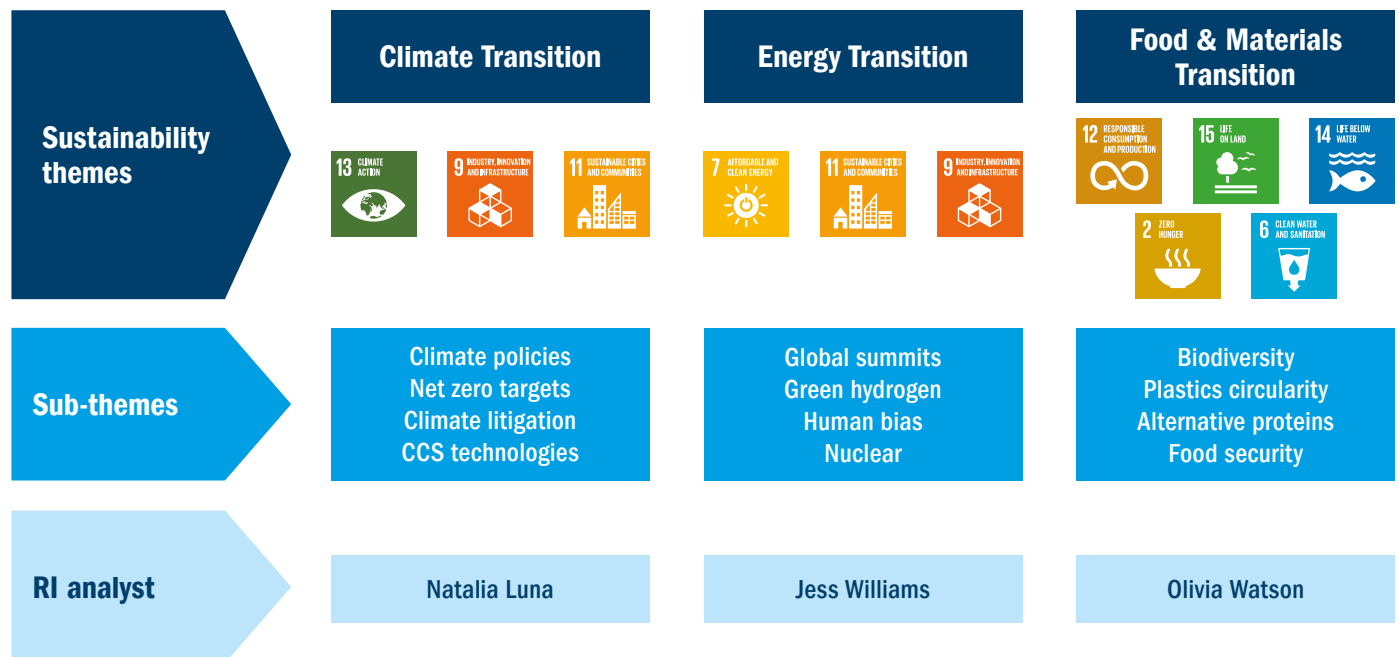 Sustainability
themes
Climate Transition
Energy Transition
Food & Materials
Transition
13 CLIMATE
ACTION
9 INDUSTRY, INNOVATION
AND INFRASTRUCTURE
11 SUSTAINABLE CITIES
AND COMMUNITIES
7 AFFORDABLE AND
CLEAN ENERGY
11 SUSTAINABLE CITIES
AND COMMUNITIES
9 INDUSTRY, INNOVATION
AND INFRASTRUCTURE
12 RESPONSIBLE
CONSUMPTION
AND PRODUCTION
15 LIFE
ON LAND
14 LIFE BELOW
WATER
2 ZERO
HUNGER
6 CLEAN WATER
AND SANITATION
Sub-themes
Climate policies
Net zero targets
Climate litigation
CCS technologies
Global summits
Green hydrogen
Human bias
Nuclear
Biodiversity
Plastics circularity
Alternative proteins
Food security
RI analyst
Natalia Luna
Jess Williams
Olivia Watson